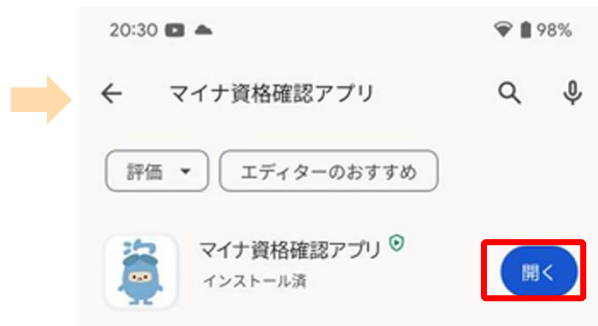 20:30 98%
マイナ資格確認アプリ
評価 エディターのおすすめ
マイナ資格確認アプリ
インストール済
開く